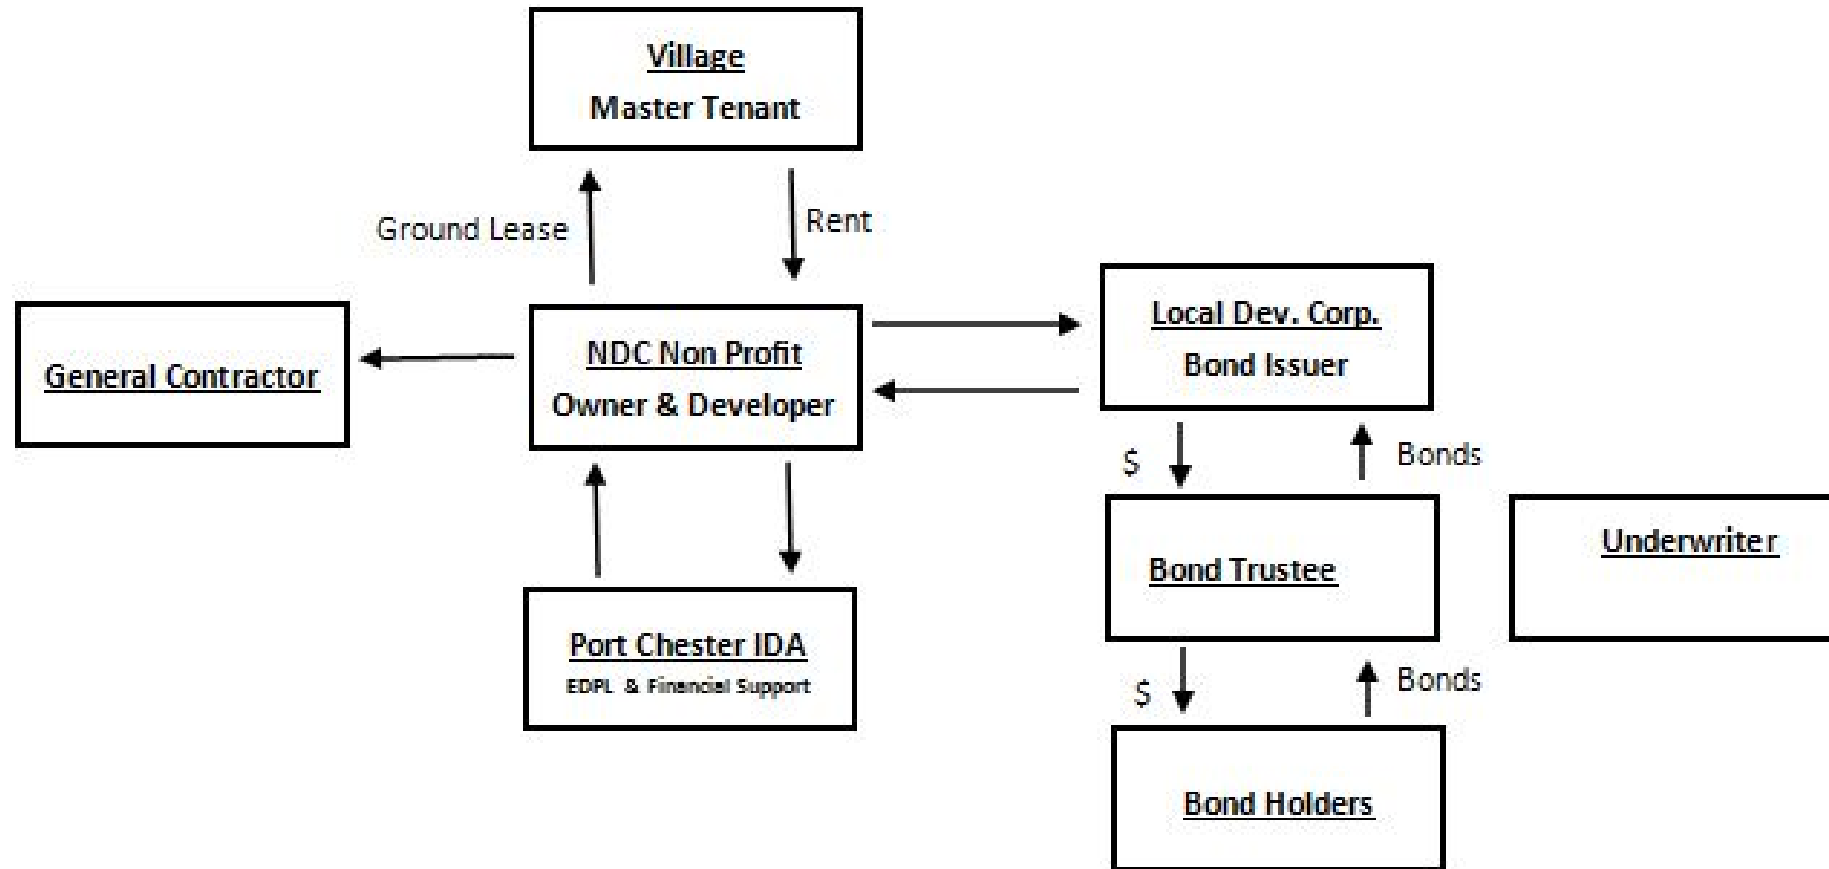 Village
Master Tenant
Ground Lease
Rent
General Contractor
NDC Non Profit
Owner & Developer
Local Dev. Corp.
Bond Issuer
$
Bonds
Port Chester IDA
EDPL & Financial Support
Bond Trustee
Underwriter
$
Bonds
Bond Holders